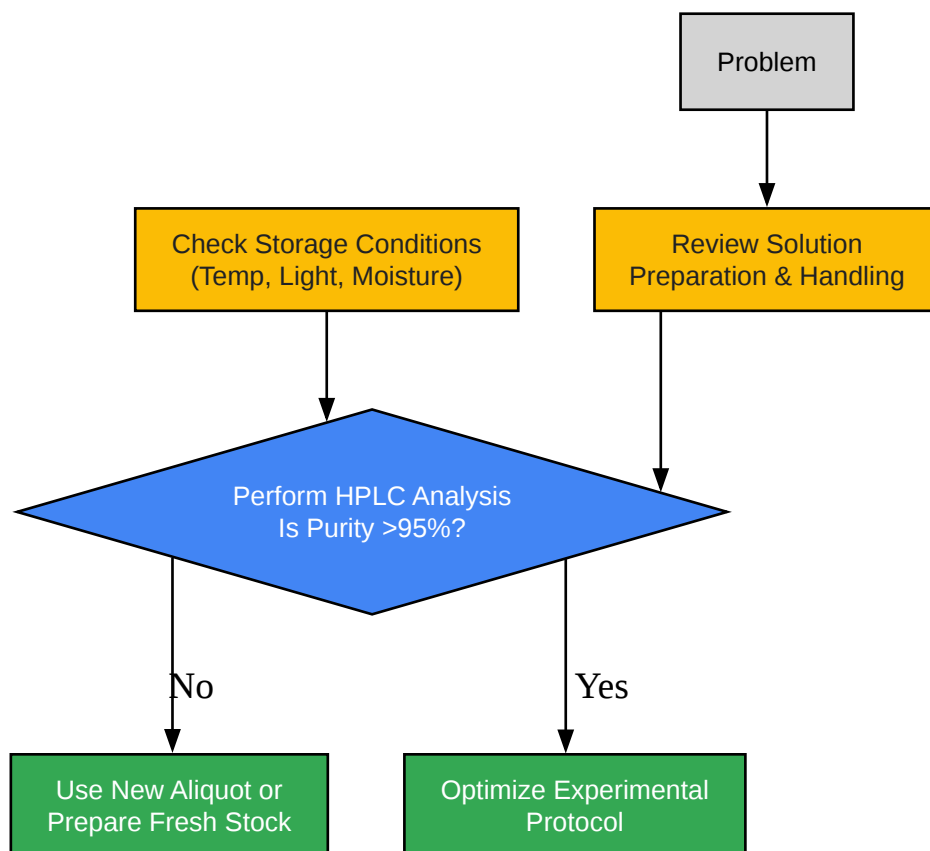 Problem
Check Storage Conditions
(Temp, Light, Moisture)
Review Solution
Preparation & Handling
Perform HPLC Analysis
Is Purity >95%?
No
Yes
Use New Aliquot or
Prepare Fresh Stock
Optimize Experimental
Protocol